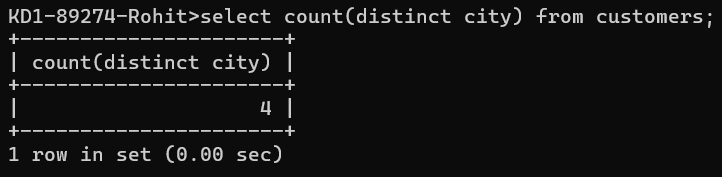 KD1-89274-Rohit>select count(distinct city) from customers;
+----------------------+
| count(distinct city) |
+----------------------+
|                    4 |
+----------------------+
1 row in set (0.00 sec)